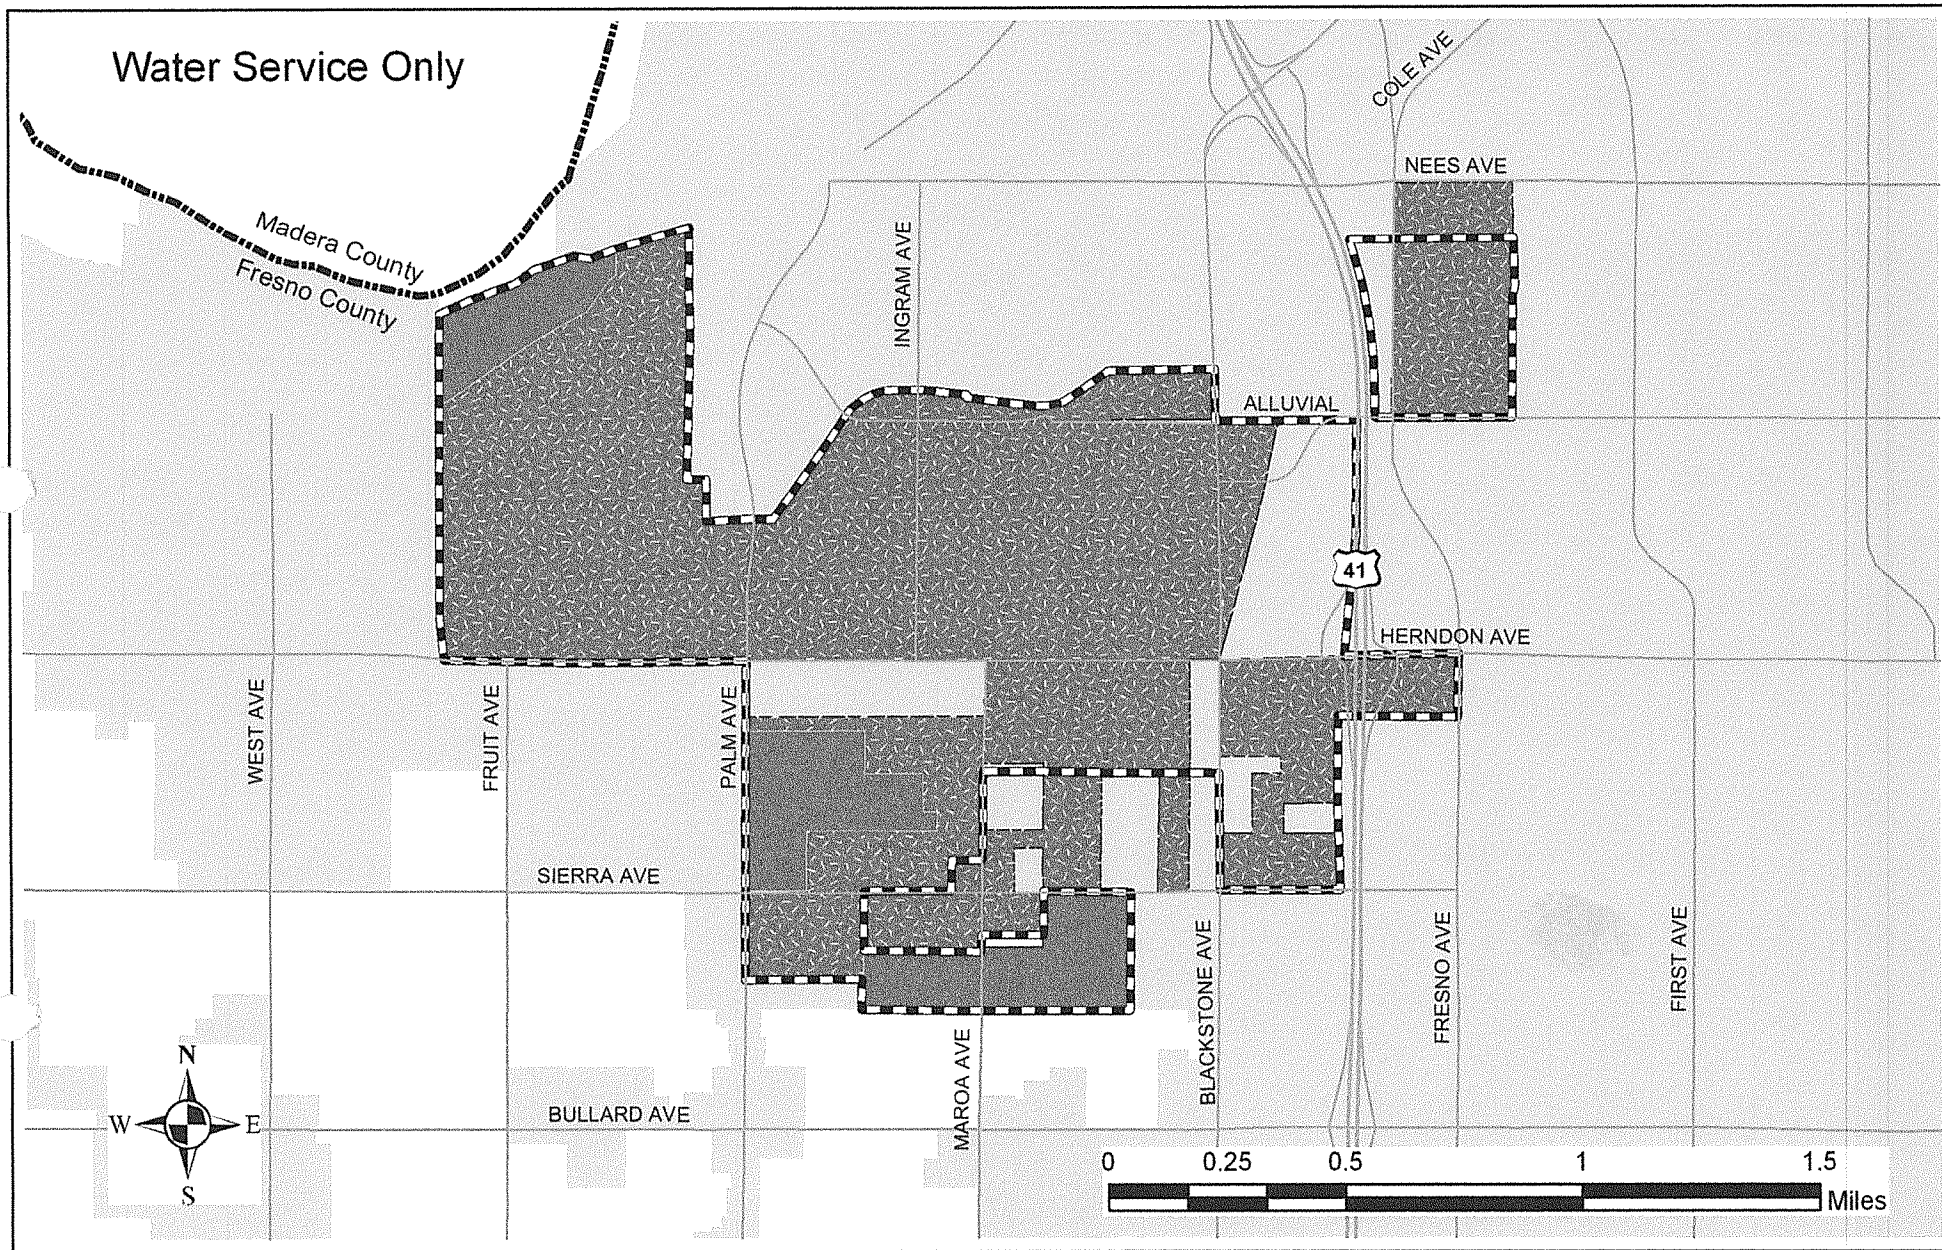 Water Service Only
COLE AVE
NEES AVE
Madera County
Fresno County
INGRAM AVE
ALLUVIAL
41
HERNDON AVE
WEST AVE
FRUIT AVE
PALM AVE
SIERRA AVE
MAROA AVE
BLACKSTONE AVE
FRESNO AVE
FIRST AVE
BULLARD AVE
N
W E
S
0 0.25 0.5 1 1.5
Miles